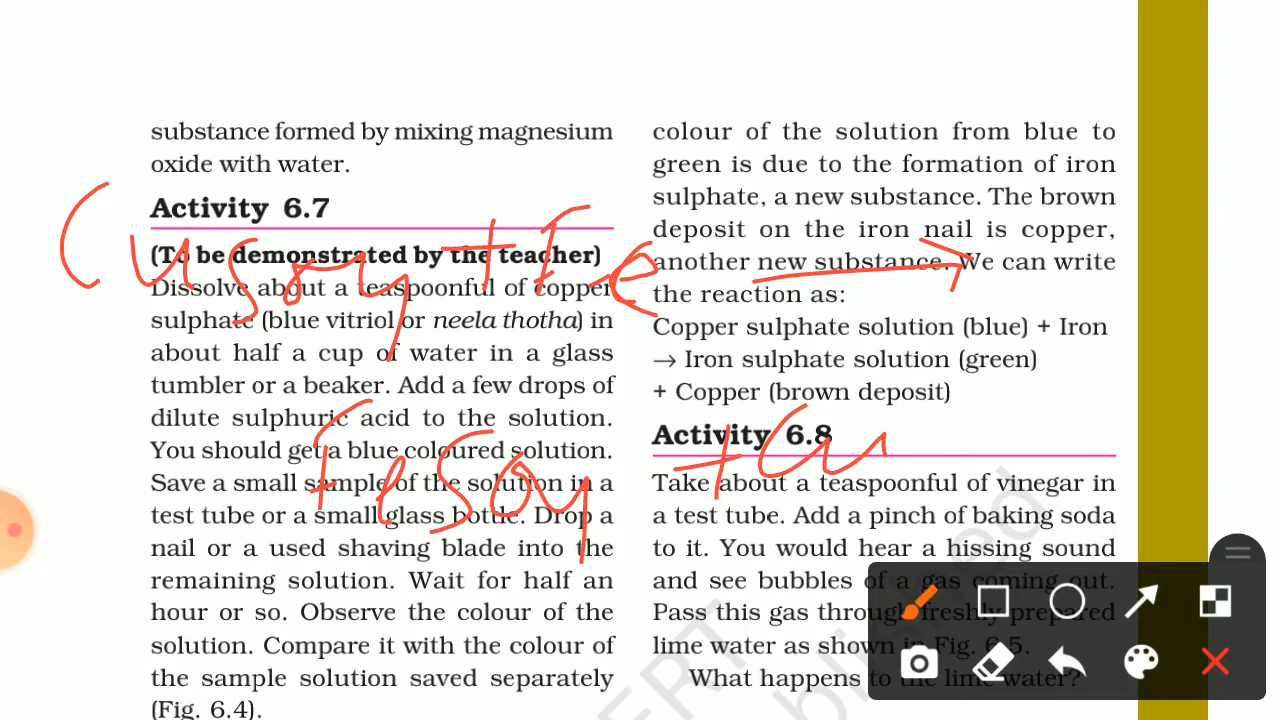 substance formed by mixing magnesium
oxide with water.
Activity 6.7
(To be demonstrated by the teacher)
Dissolve about a teaspoonful of copper
sulphate (blue vitriol or neela thotha) in
about half a cup of water in a glass
tumbler or a beaker. Add a few drops of
dilute sulphuric acid to the solution.
You should get a blue coloured solution.
Save a small sample of the solution in a
test tube or a small glass bottle. Drop a
nail or a used shaving blade into the
remaining solution. Wait for half an
hour or so. Observe the colour of the
solution. Compare it with the colour of
the sample solution saved separately
(Fig. 6.4).
colour of the solution from blue to
green is due to the formation of iron
sulphate, a new substance. The brown
deposit on the iron nail is copper,
another new substance. We can write
the reaction as:
Copper sulphate solution (blue) + Iron
→ Iron sulphate solution (green)
+ Copper (brown deposit)
Activity 6.8
Take about a teaspoonful of vinegar in
a test tube. Add a pinch of baking soda
to it. You would hear a hissing sound
and see bubbles of a gas coming out.
Pass this gas through freshly prepared
lime water as shown in Fig. 6.5.
What happens to the lime water?
CuSO4 + Fe →
FeSO4 + Cu